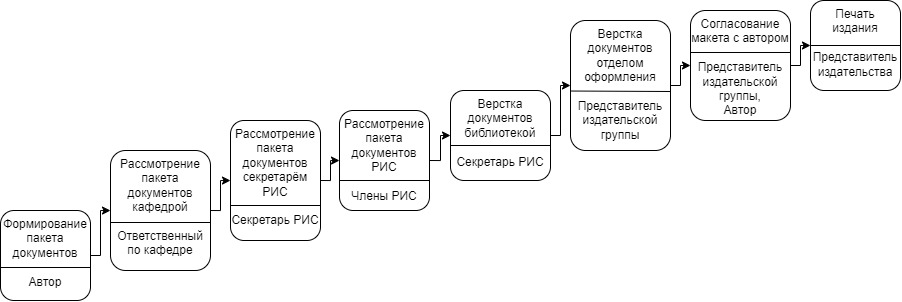 Формирование
пакета
документов
Автор
Рассмотрение
пакета
документов
кафедрой
Ответственный
по кафедре
Рассмотрение
пакета
документов
секретарём
РИС
Секретарь РИС
Рассмотрение
пакета
документов
РИС
Члены РИС
Верстка
документов
библиотекой
Секретарь РИС
Верстка
документов
отделом
оформления
Представитель
издательской
группы
Согласование
макета с автором
Представитель
издательской
группы,
Автор
Печать
издания
Представитель
издательства